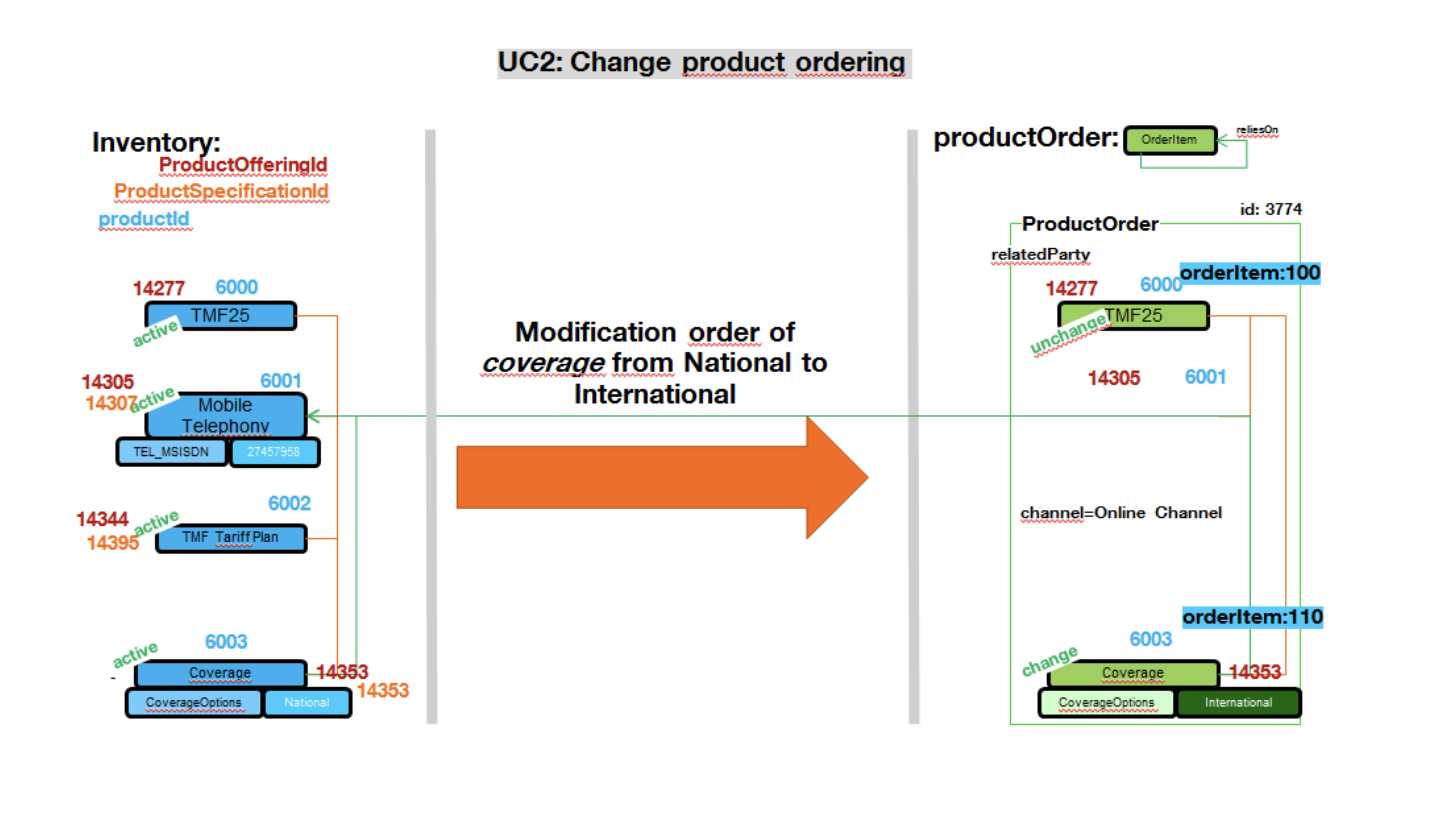 UC2: Change product ordering
Inventory:
ProductOfferingId
ProductSpecificationId
productId
14277 6000
TMF25
active
14305 6001
14307 active
Mobile
Telephony
TEL_MSISDN 27457958
6002
14344 active
14395 TMF TariffPlan
6003
active
Coverage 14353
- 14353
CoverageOptions National
Modification order of
coverage from National to
International
productOrder: OrderItem reliesOn
id: 3774
ProductOrder
relatedParty
orderItem:100
14277 6000
TMF25
unchange
14305 6001
channel=Online Channel
orderItem:110
6003
change
Coverage 14353
CoverageOptions International